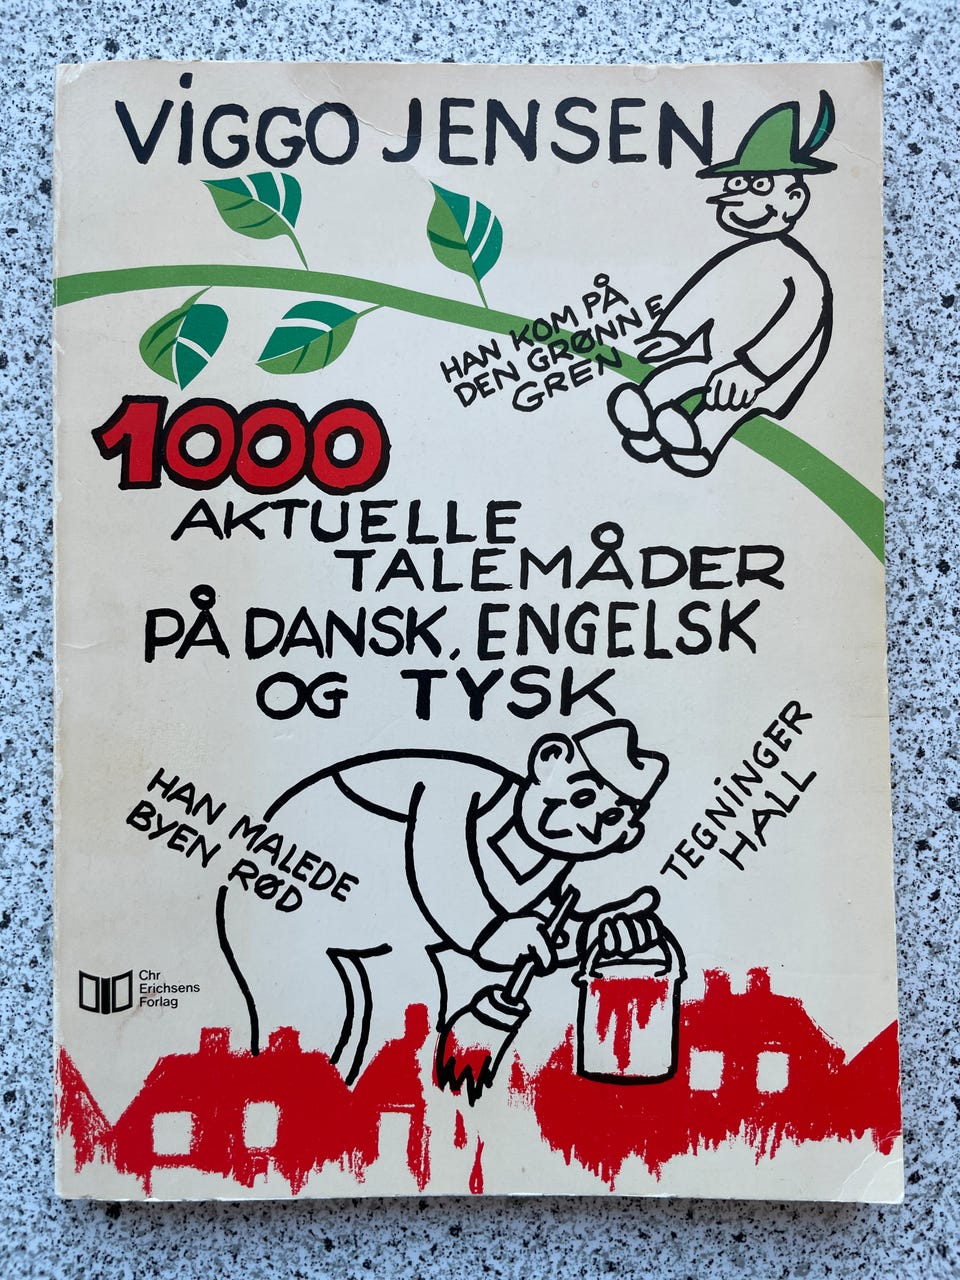 ViGGO JENSEN
HAN KOM PÅ
DEN GRØNNE
GREN
1000
AKTUELLE
TALEMÅDER
PÅ DANSK, ENGELSK
OG TYSK
HAN MALEDE
BYEN RØD
TEGNiNGER
HALL
Chr
Erichsens
Forlag